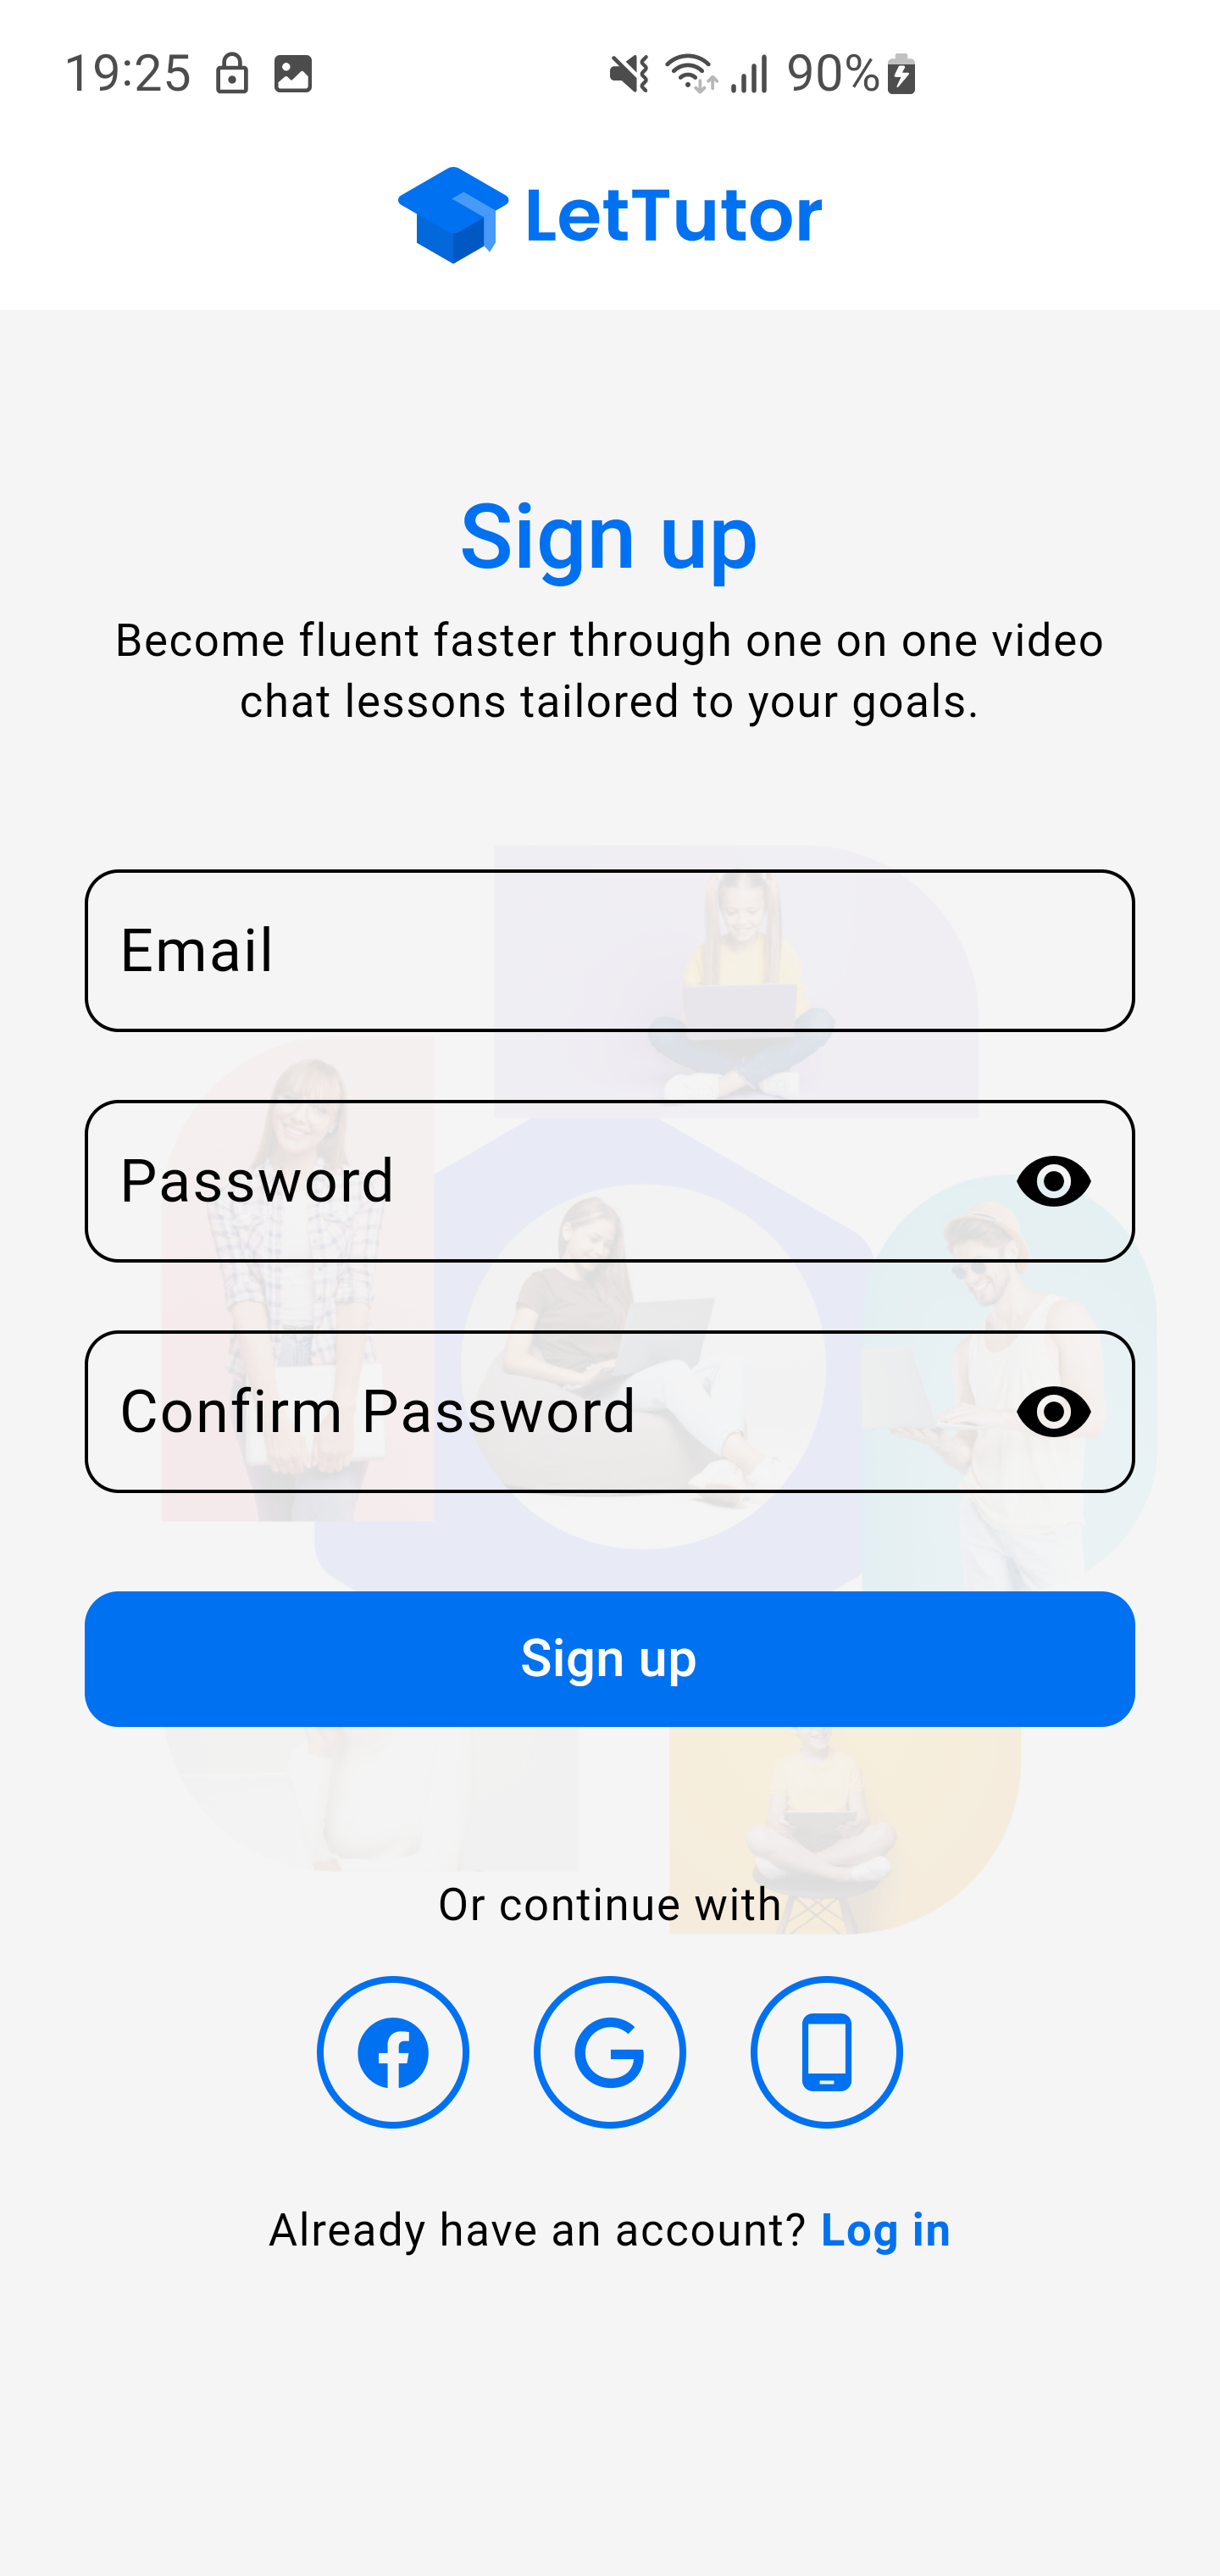 19:25
90%
LetTutor
Sign up
Become fluent faster through one on one video
chat lessons tailored to your goals.
Email
Password
Confirm Password
Sign up
Or continue with
Already have an account? Log in